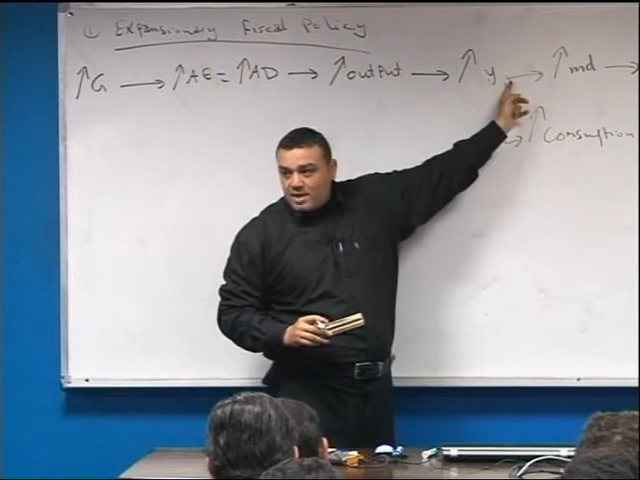 ① Expansionary Fiscal Policy
↑G → ↑AE = ↑AD → ↑output → ↑y → ↑md →
→ ↑Consumption